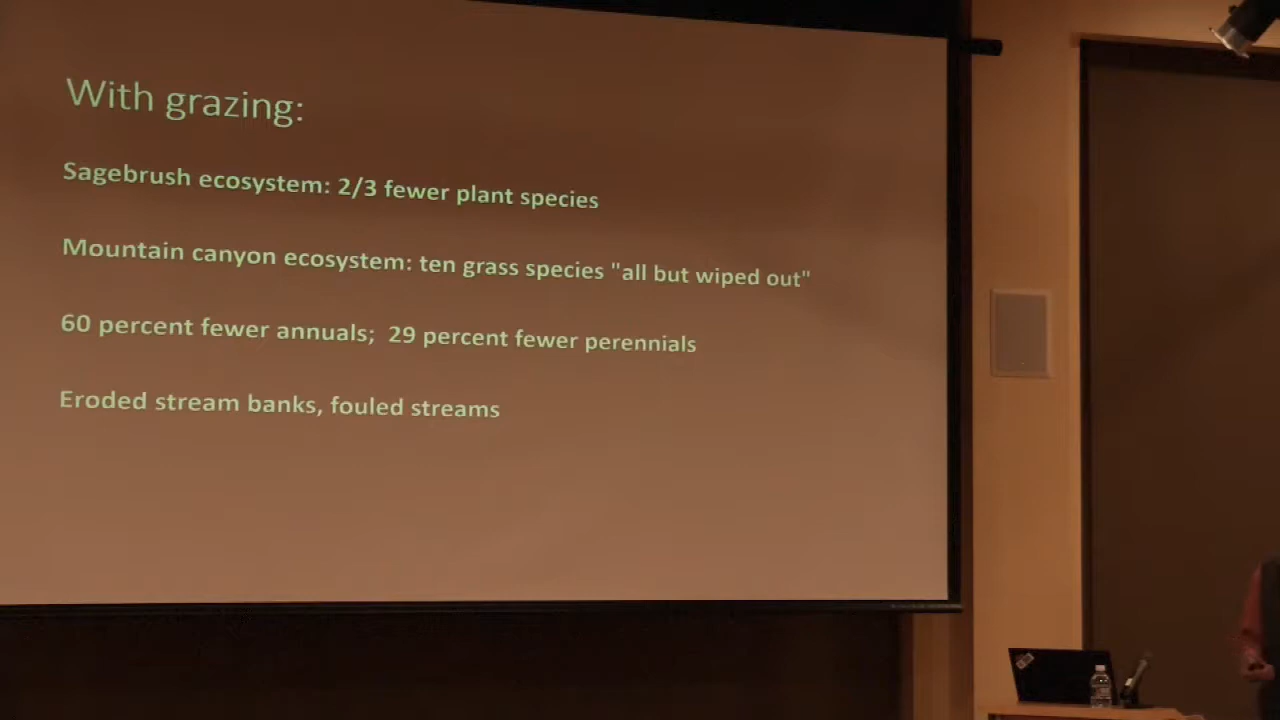 With grazing:
Sagebrush ecosystem: 2/3 fewer plant species
Mountain canyon ecosystem: ten grass species "all but wiped out"
60 percent fewer annuals;  29 percent fewer perennials
Eroded stream banks, fouled streams